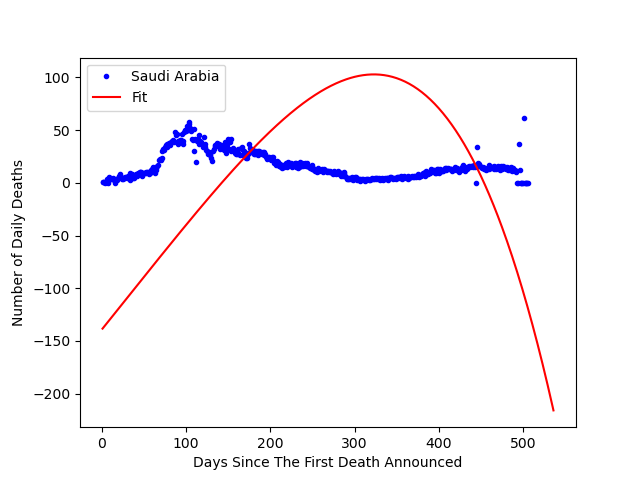 Saudi Arabia
Fit
100
50
0
−50
−100
−150
−200
Number of Daily Deaths
0 100 200 300 400 500
Days Since The First Death Announced